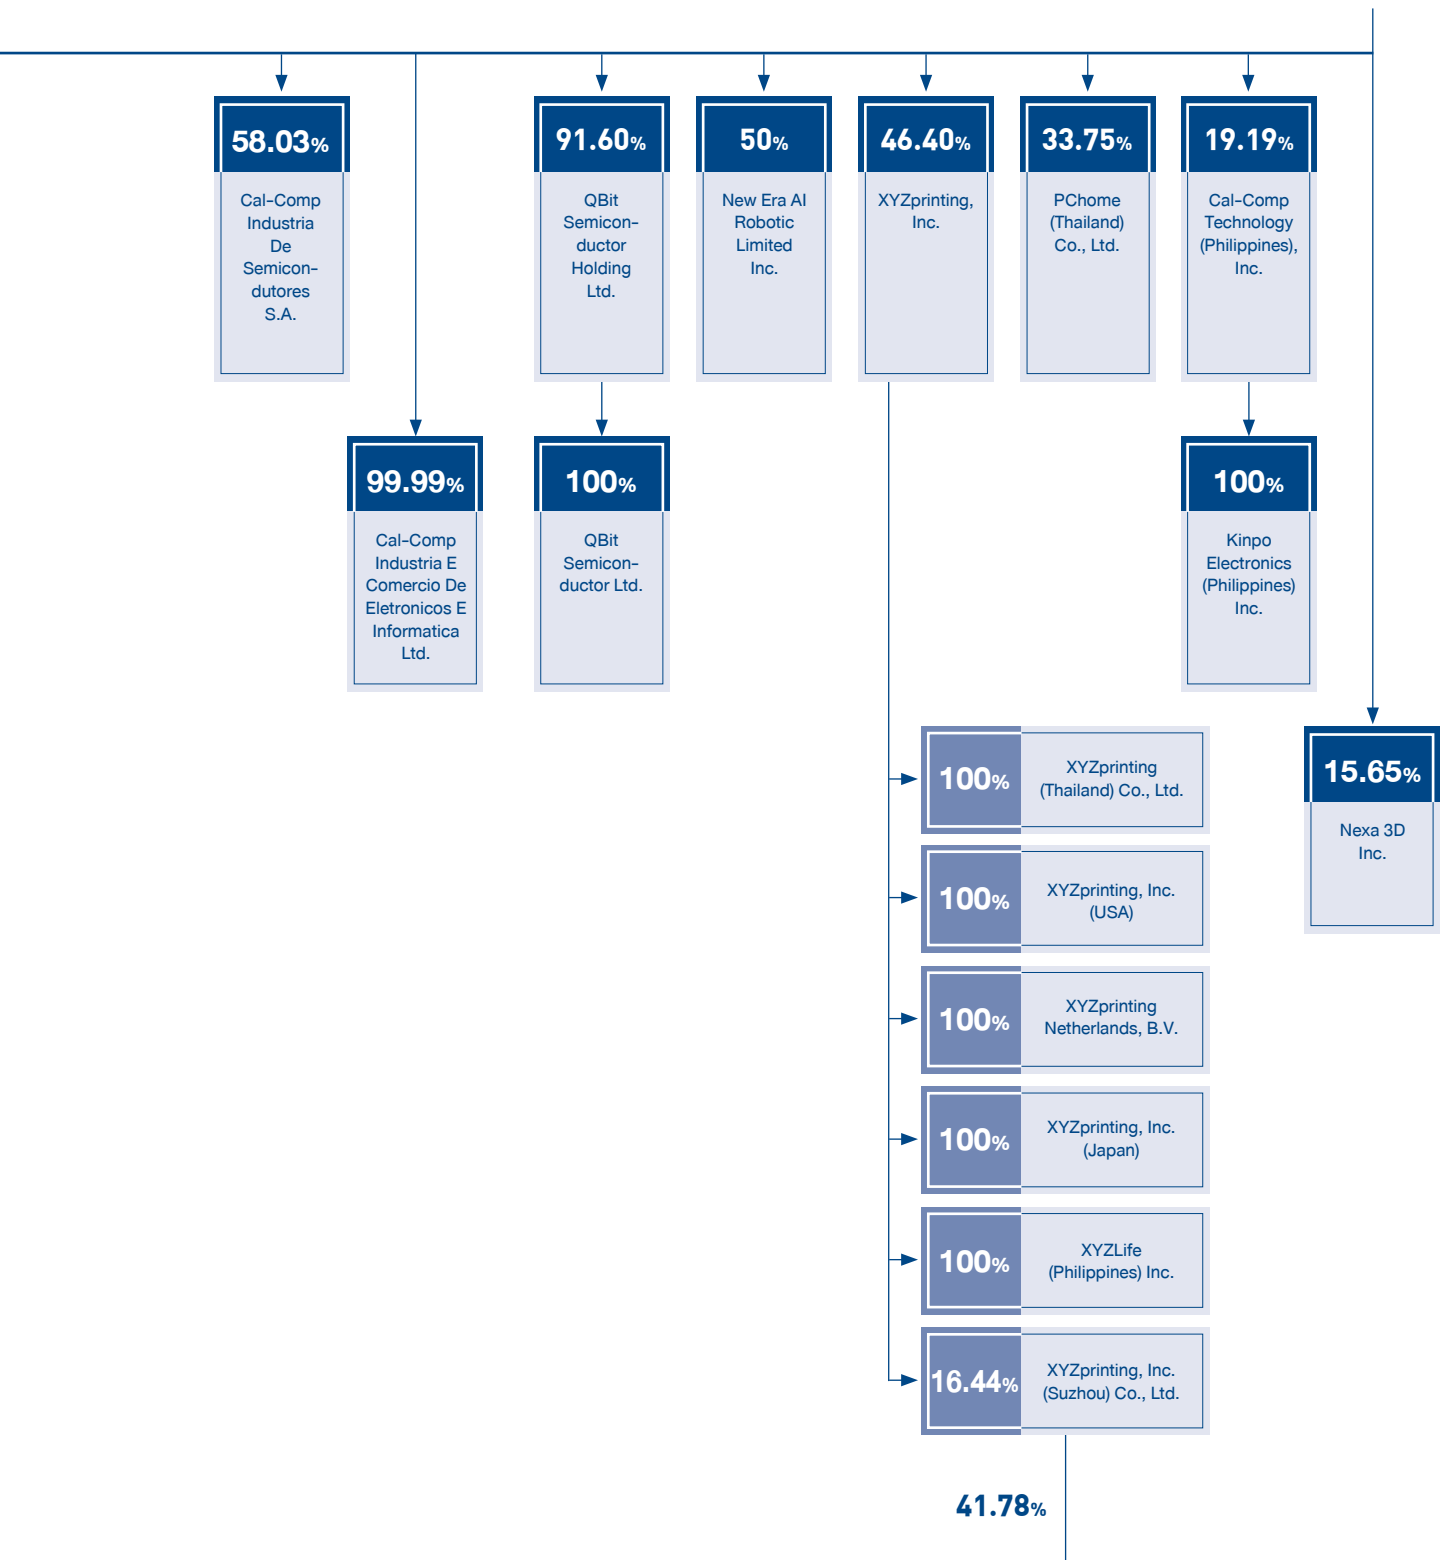 58.03%
Cal-Comp
Industria
De
Semicon-
dutores
S.A.
91.60%
QBit
Semicon-
ductor
Holding
Ltd.
50%
New Era AI
Robotic
Limited
Inc.
46.40%
XYZprinting,
Inc.
33.75%
PChome
(Thailand)
Co., Ltd.
19.19%
Cal-Comp
Technology
(Philippines),
Inc.
99.99%
Cal-Comp
Industria E
Comercio De
Eletronicos E
Informatica
Ltd.
100%
QBit
Semicon-
ductor Ltd.
100%
Kinpo
Electronics
(Philippines)
Inc.
100%
XYZprinting
(Thailand) Co., Ltd.
15.65%
Nexa 3D
Inc.
100%
XYZprinting, Inc.
(USA)
100%
XYZprinting
Netherlands, B.V.
100%
XYZprinting, Inc.
(Japan)
100%
XYZLife
(Philippines) Inc.
16.44%
XYZprinting, Inc.
(Suzhou) Co., Ltd.
41.78%